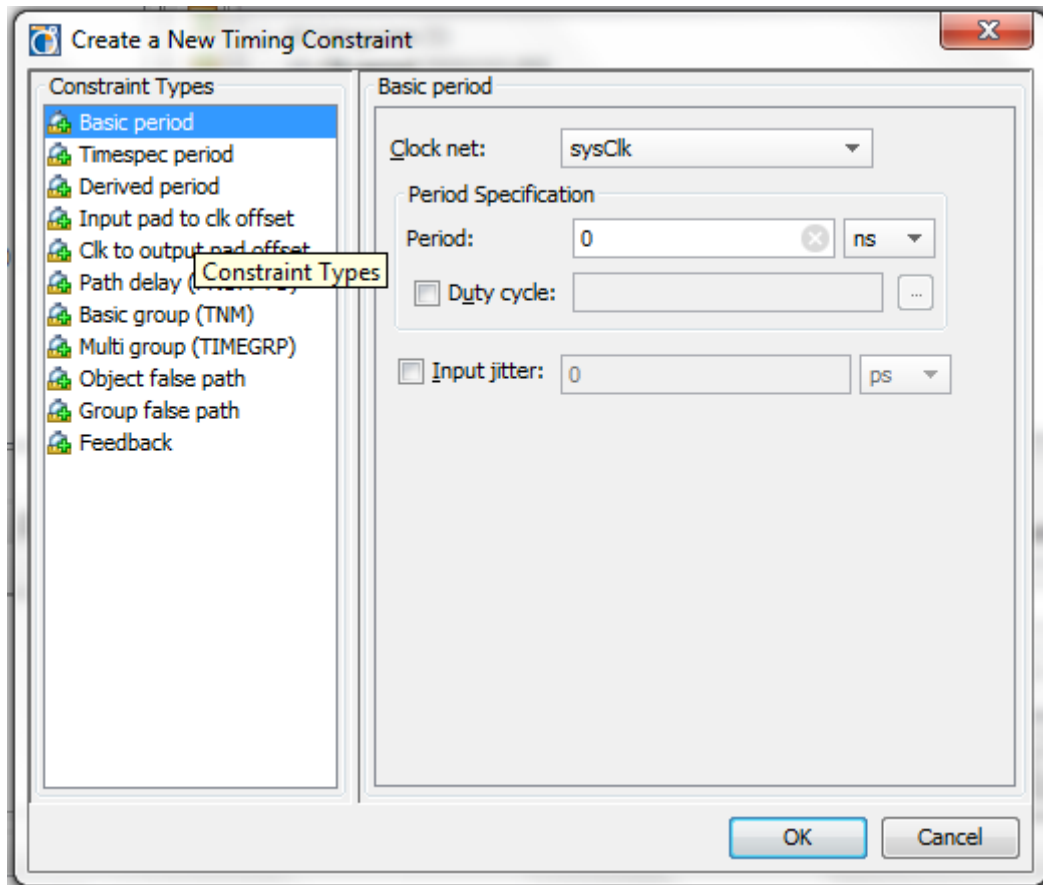 Create a New Timing Constraint
Constraint Types
Basic period
Timespec period
Derived period
Input pad to clk offset
Clk to output pad offset
Path delay (
Constraint Types
Basic group (TNM)
Multi group (TIMEGRP)
Object false path
Group false path
Feedback
Basic period
Clock net: sysClk
Period Specification
Period: 0 ns
Duty cycle: ...
Input jitter: 0 ps
OK Cancel